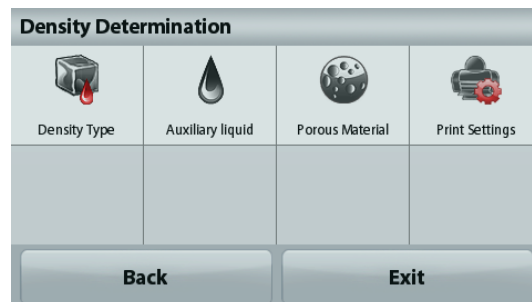 Density Determination
Density Type
Auxiliary liquid
Porous Material
Print Settings
Back
Exit